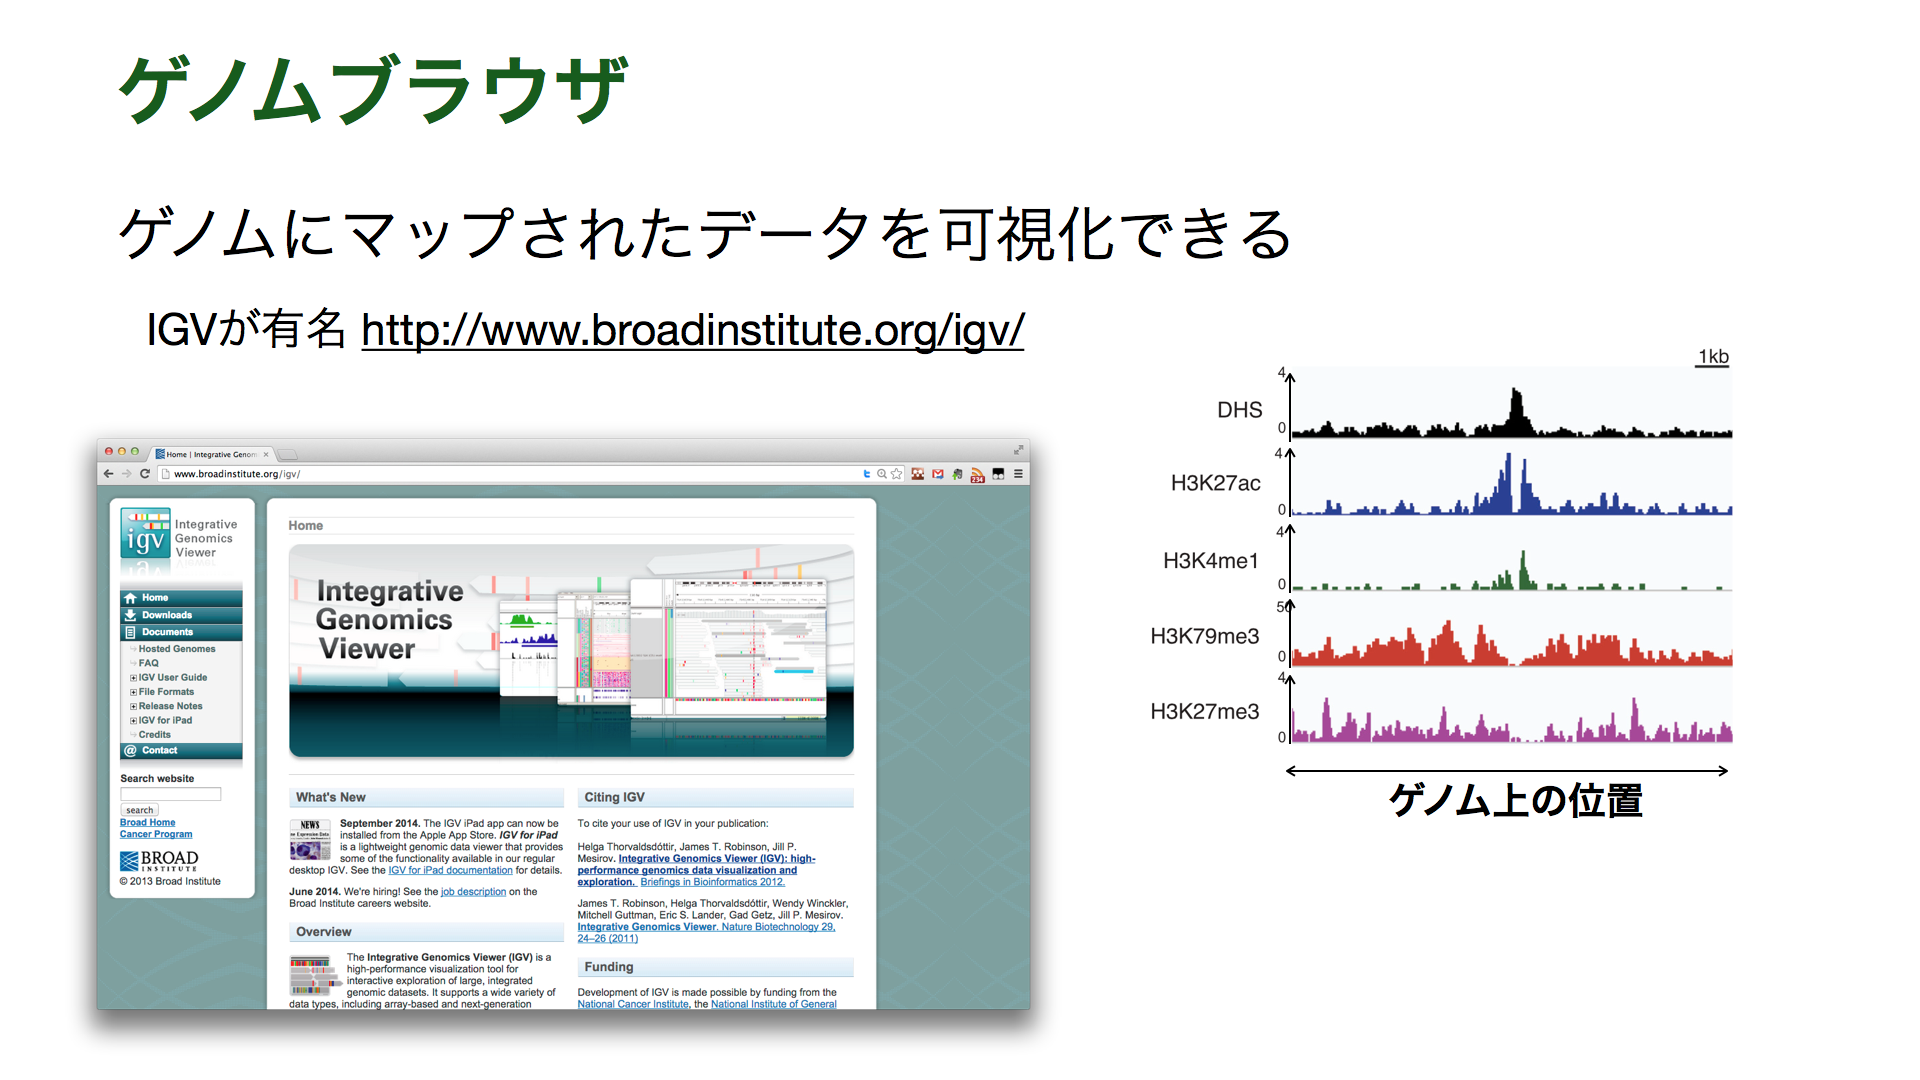 ゲノムブラウザ
ゲノムにマップされたデータを可視化できる
IGVが有名 http://www.broadinstitute.org/igv/
Home | Integrative Genom
www.broadinstitute.org/igv/
234
igv
Integrative
Genomics
Viewer
Home
Downloads
Documents
Hosted Genomes
FAQ
IGV User Guide
File Formats
Release Notes
IGV for iPad
Credits
Contact
Search website
search
Broad Home
Cancer Program
BROAD
INSTITUTE
© 2013 Broad Institute
Home
Integrative
Genomics
Viewer
What's New
NEWS
September 2014. The IGV iPad app can now be
installed from the Apple App Store. IGV for iPad
is a lightweight genomic data viewer that provides
some of the functionality available in our regular
desktop IGV. See the IGV for iPad documentation for details.
June 2014. We're hiring! See the job description on the
Broad Institute careers website.
Overview
The Integrative Genomics Viewer (IGV) is a
high-performance visualization tool for
interactive exploration of large, integrated
genomic datasets. It supports a wide variety of
data types, including array-based and next-generation
Citing IGV
To cite your use of IGV in your publication:
Helga Thorvaldsdóttir, James T. Robinson, Jill P.
Mesirov. Integrative Genomics Viewer (IGV): high-
performance genomics data visualization and
exploration. Briefings in Bioinformatics 2012.
James T. Robinson, Helga Thorvaldsdóttir, Wendy Winckler,
Mitchell Guttman, Eric S. Lander, Gad Getz, Jill P. Mesirov.
Integrative Genomics Viewer. Nature Biotechnology 29,
24–26 (2011)
Funding
Development of IGV is made possible by funding from the
National Cancer Institute, the National Institute of General
1kb
4
DHS
0
4
H3K27ac
0
4
H3K4me1
0
50
H3K79me3
0
4
H3K27me3
0
ゲノム上の位置